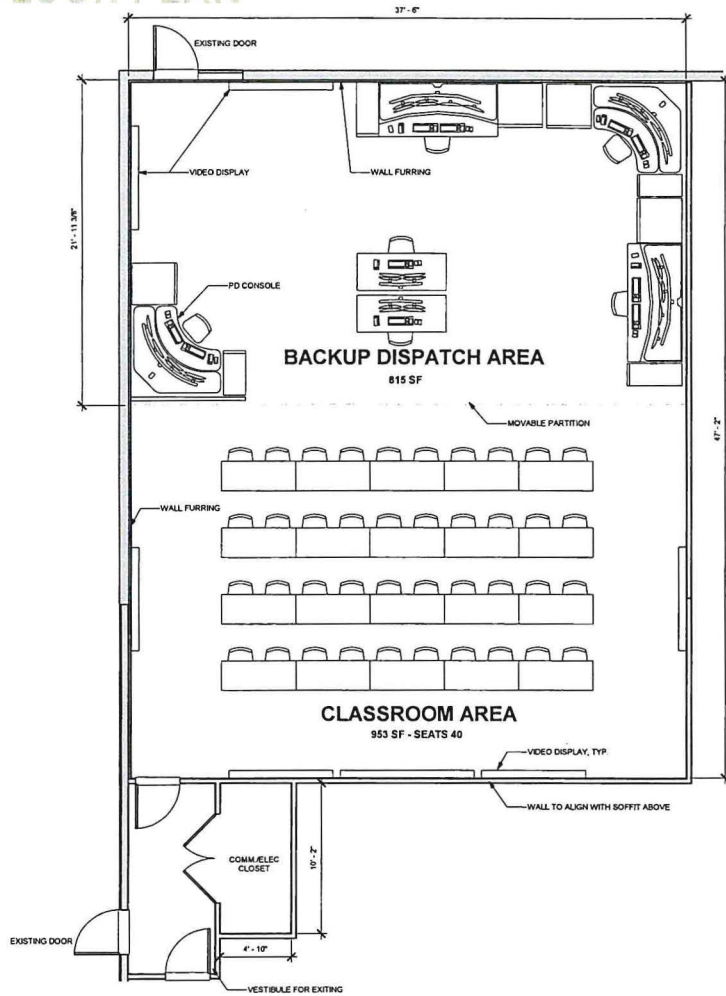 37' - 6"
EXISTING DOOR
VIDEO DISPLAY
WALL FURRING
21' - 11 3/8"
PD CONSOLE
BACKUP DISPATCH AREA
815 SF
MOVABLE PARTITION
47' - 2"
WALL FURRING
CLASSROOM AREA
953 SF - SEATS 40
VIDEO DISPLAY, TYP.
WALL TO ALIGN WITH SOFFIT ABOVE
COMM./ELEC
CLOSET
10' - 2"
EXISTING DOOR
4' - 10"
VESTIBULE FOR EXITING